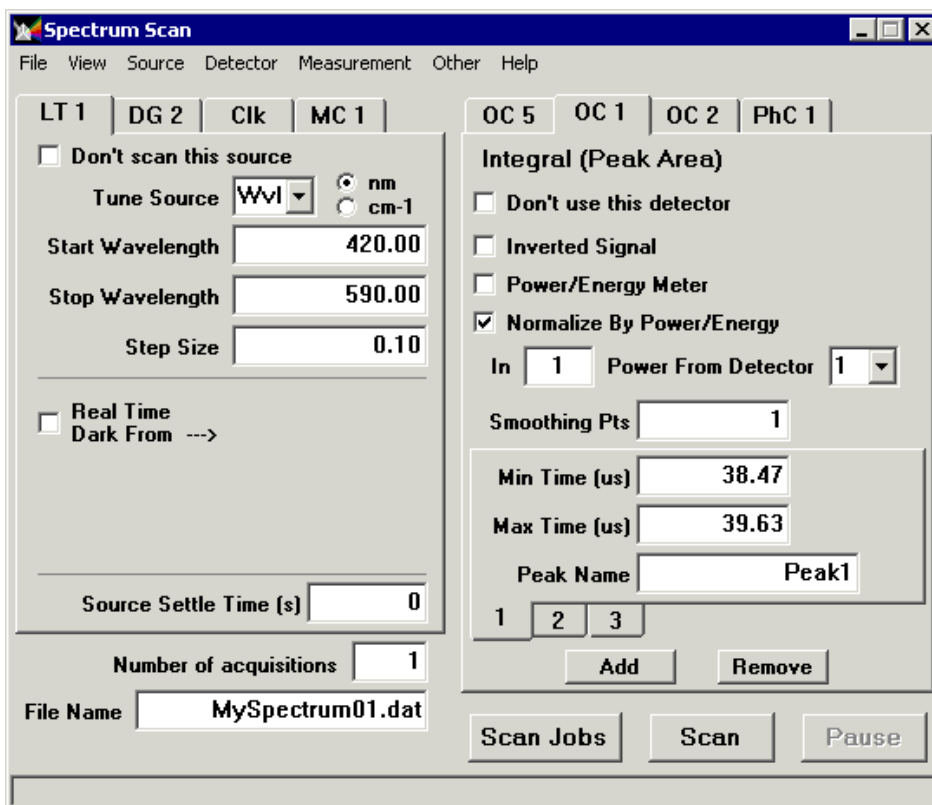 Spectrum Scan
File View Source Detector Measurement Other Help
LT 1 DG 2 Clk MC 1
Don't scan this source
Tune Source Wvl nm
cm-1
Start Wavelength 420.00
Stop Wavelength 590.00
Step Size 0.10
Real Time
Dark From --->
Source Settle Time (s) 0
Number of acquisitions 1
File Name MySpectrum01.dat
OC 5 OC 1 OC 2 PhC 1
Integral (Peak Area)
Don't use this detector
Inverted Signal
Power/Energy Meter
Normalize By Power/Energy
In 1 Power From Detector 1
Smoothing Pts 1
Min Time (us) 38.47
Max Time (us) 39.63
Peak Name Peak1
1 2 3
Add Remove
Scan Jobs Scan Pause